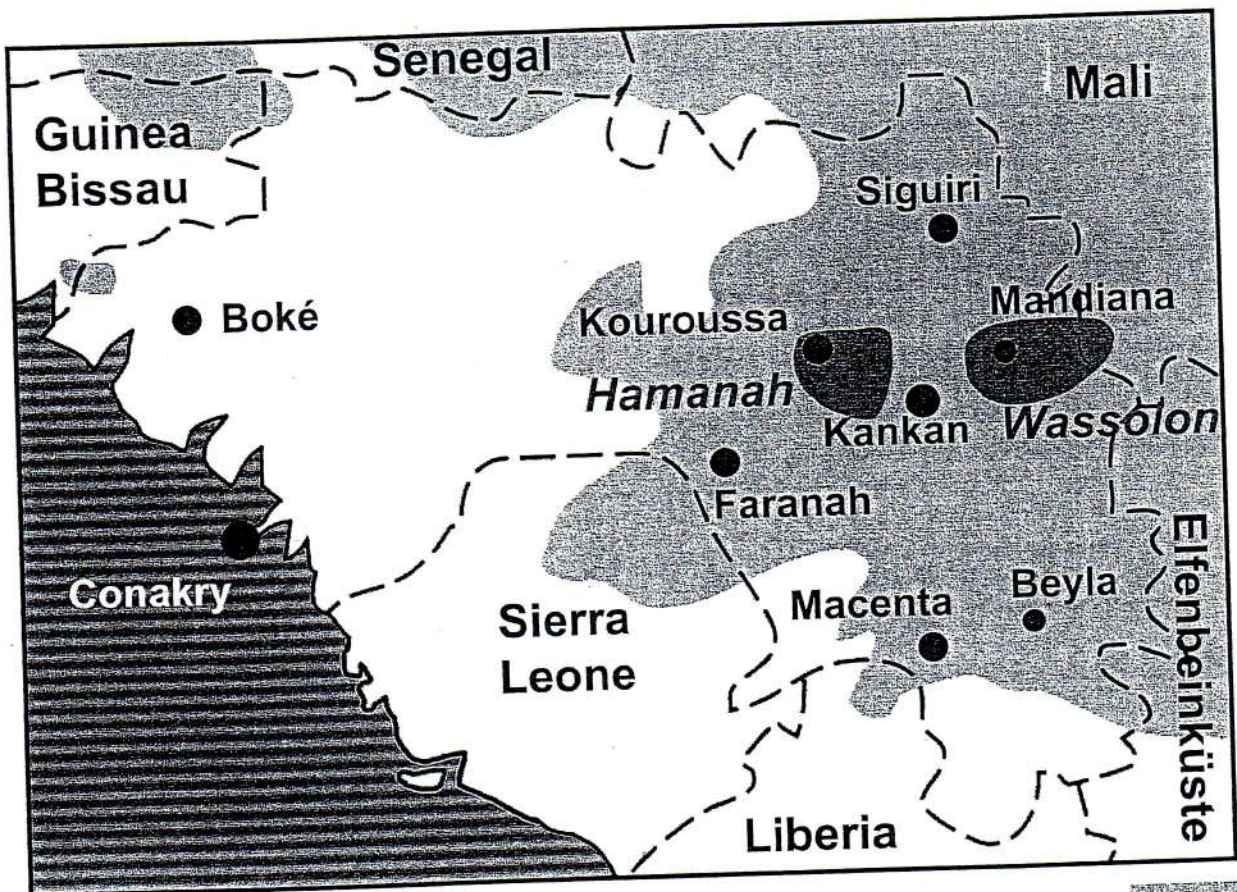 Senegal
Mali
Guinea
Bissau
Siguiri
Mandiana
Boké
Kouroussa
Hamanah
Kankan
Wassolon
Faranah
Conakry
Sierra
Leone
Macenta
Beyla
Elfenbeinküste
Liberia